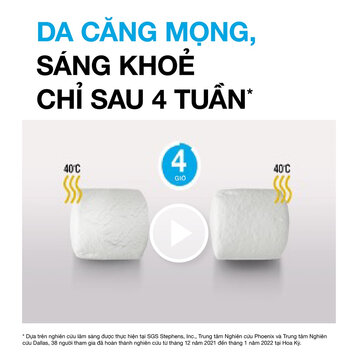 DA CĂNG MỌNG,
SÁNG KHOẺ
CHỈ SAU 4 TUẦN*
40°C
4
GIỜ
40°C
* Dựa trên nghiên cứu lâm sàng được thực hiện tại SGS Stephens, Inc., Trung tâm Nghiên cứu Phoenix và Trung tâm Nghiên
cứu Dallas, 38 người tham gia đã hoàn thành nghiên cứu từ tháng 12 năm 2021 đến tháng 1 năm 2022 tại Hoa Kỳ.